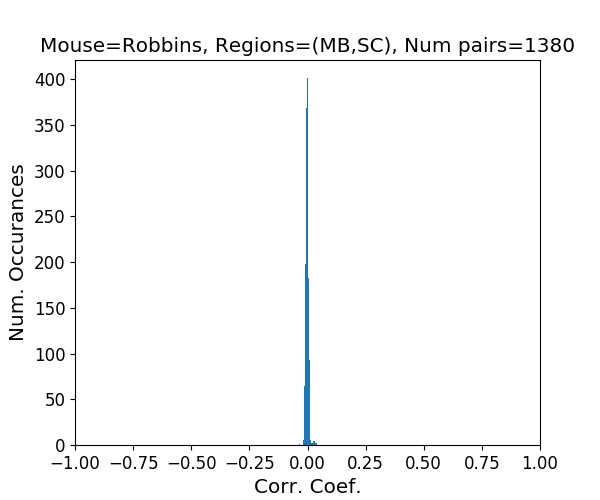 Mouse=Robbins, Regions=(MB,SC), Num pairs=1380
400
350
300
250
200
150
100
50
0
Num. Occurances
−1.00 −0.75 −0.50 −0.25 0.00 0.25 0.50 0.75 1.00
Corr. Coef.